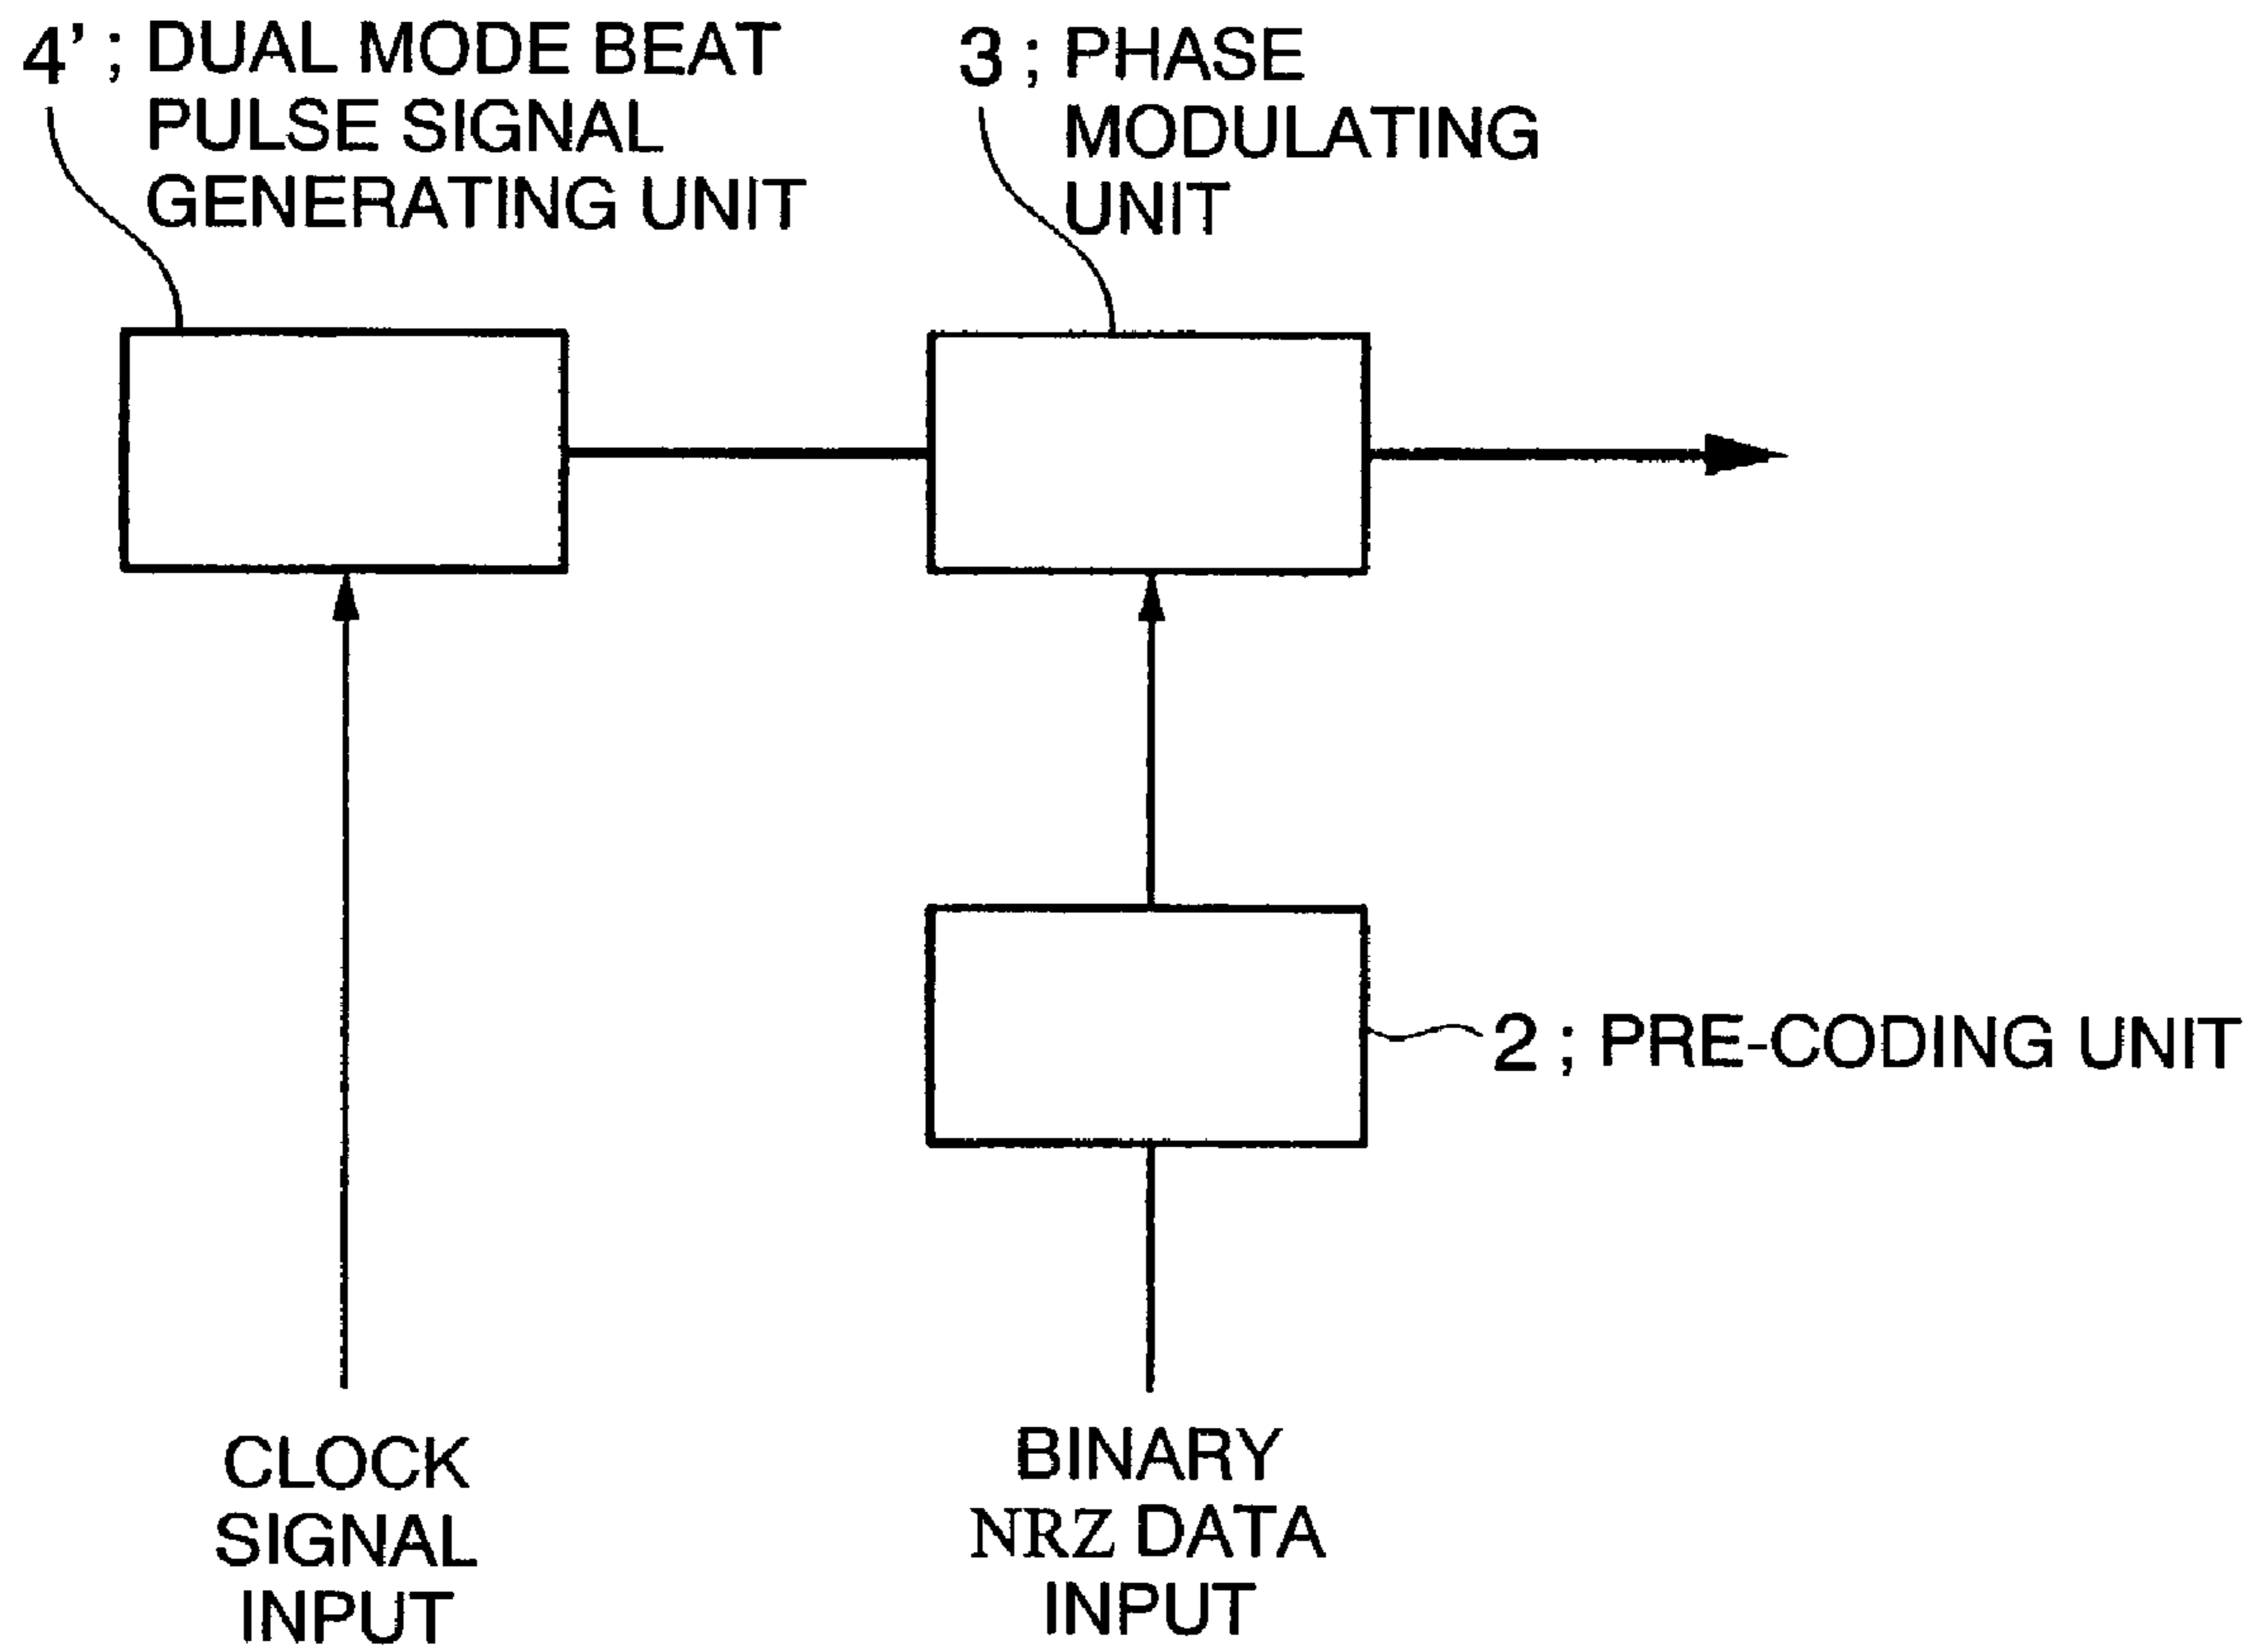 4' ; DUAL MODE BEAT
PULSE SIGNAL
GENERATING UNIT
3 ; PHASE
MODULATING
UNIT
2 ; PRE-CODING UNIT
CLOCK
SIGNAL
INPUT
BINARY
NRZ DATA
INPUT